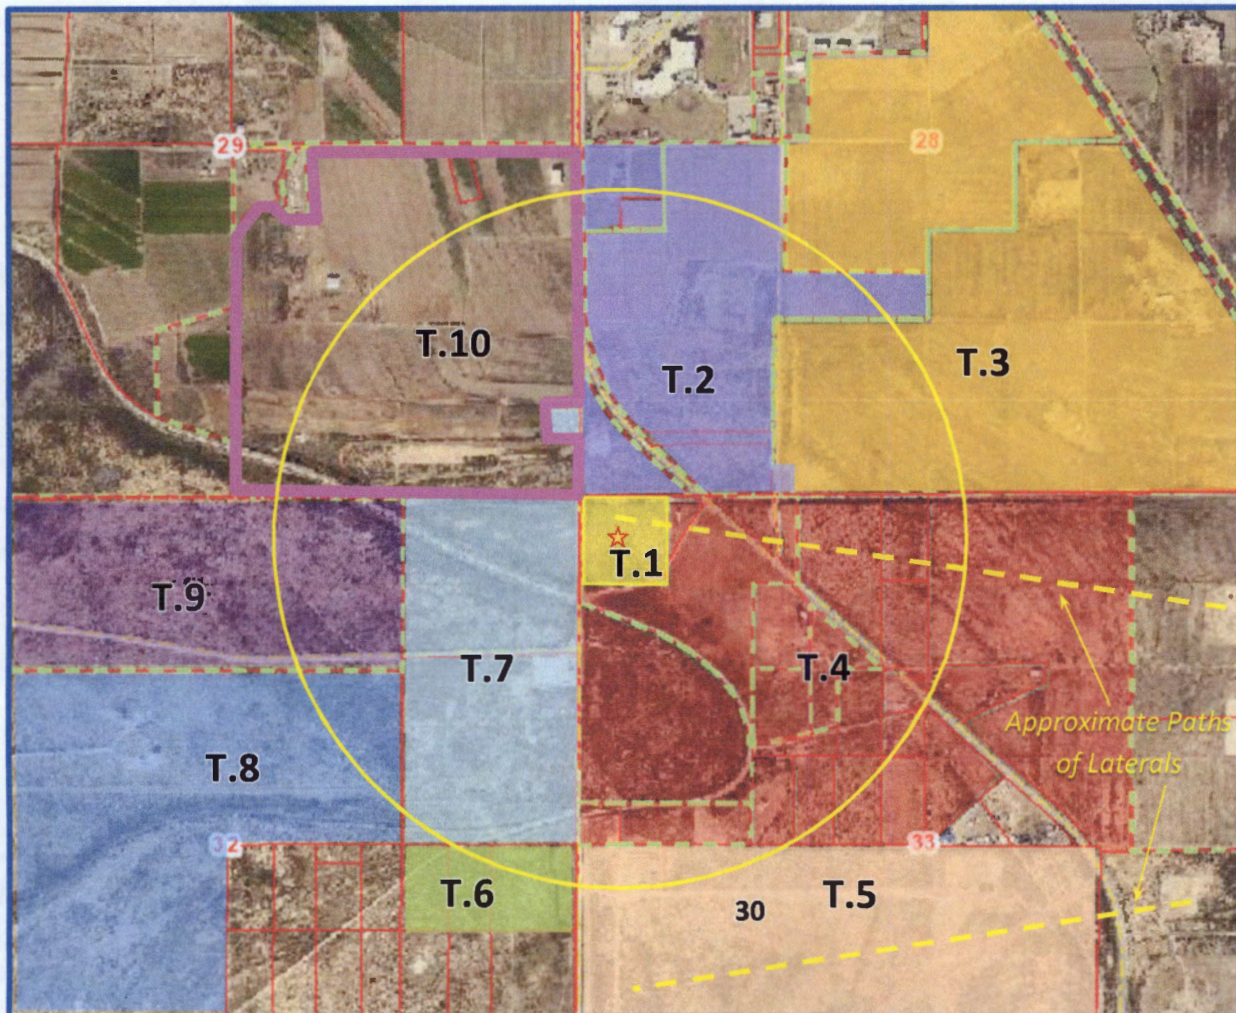 29
28
T.10
T.2
T.3
T.1
T.9
T.7
T.4
Approximate Paths
of Laterals
T.8
32
33
T.6
30
T.5